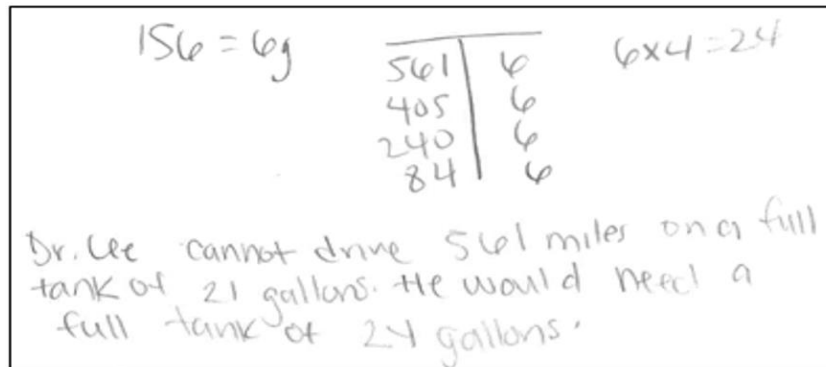 156 = 6g
6x4=24
561 | 6
405 | 6
240 | 6
84 | 6
Dr. Lee cannot drive 561 miles on a full
tank of 21 gallons. He would need a
full tank of 24 gallons.